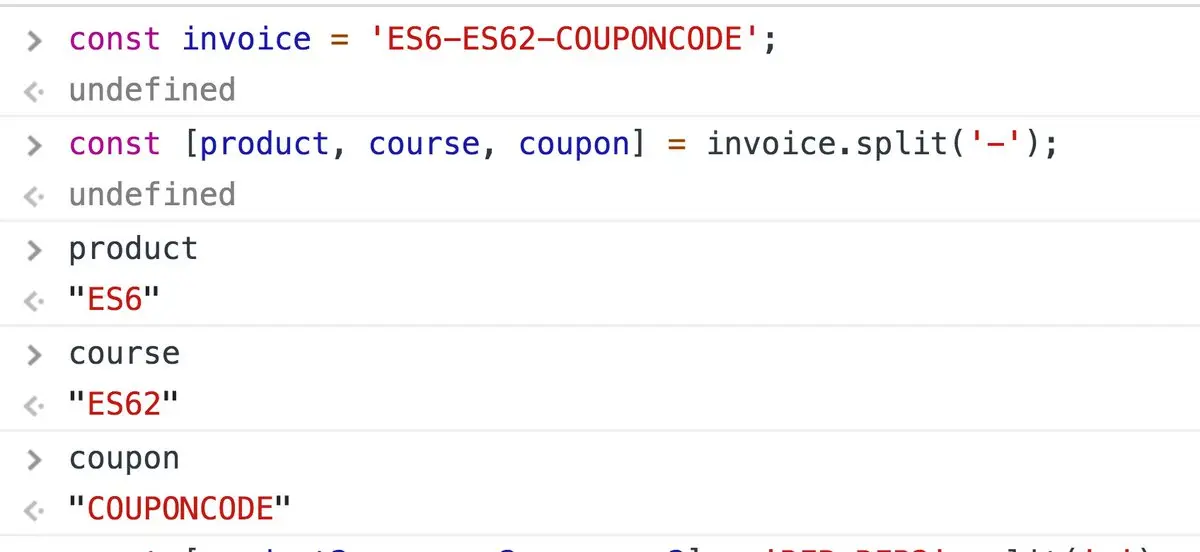 > const invoice = 'ES6-ES62-COUPONCODE';
< undefined
> const [product, course, coupon] = invoice.split('-');
< undefined
> product
< "ES6"
> course
< "ES62"
> coupon
< "COUPONCODE"